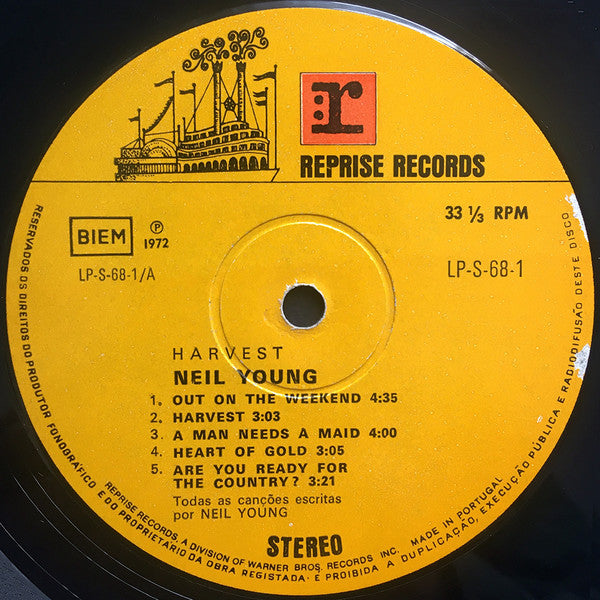 r
REPRISE RECORDS
BIEM
℗
1972
33 ⅓ RPM
LP-S-68-1/A
LP-S-68-1
HARVEST
NEIL YOUNG
1. OUT ON THE WEEKEND 4:35
2. HARVEST 3:03
3. A MAN NEEDS A MAID 4:00
4. HEART OF GOLD 3:05
5. ARE YOU READY FOR
THE COUNTRY? 3:21
Todas as canções escritas
por NEIL YOUNG
STEREO
REPRISE RECORDS, A DIVISION OF WARNER BROS. RECORDS INC. MADE IN PORTUGAL
RESERVADOS OS DIREITOS DO PRODUTOR FONOGRÁFICO E DO PROPRIETÁRIO DA OBRA REGISTADA. E PROIBIDA A DUPLICAÇÃO, EXECUÇÃO PÚBLICA E RADIODIFUSÃO DESTE DISCO